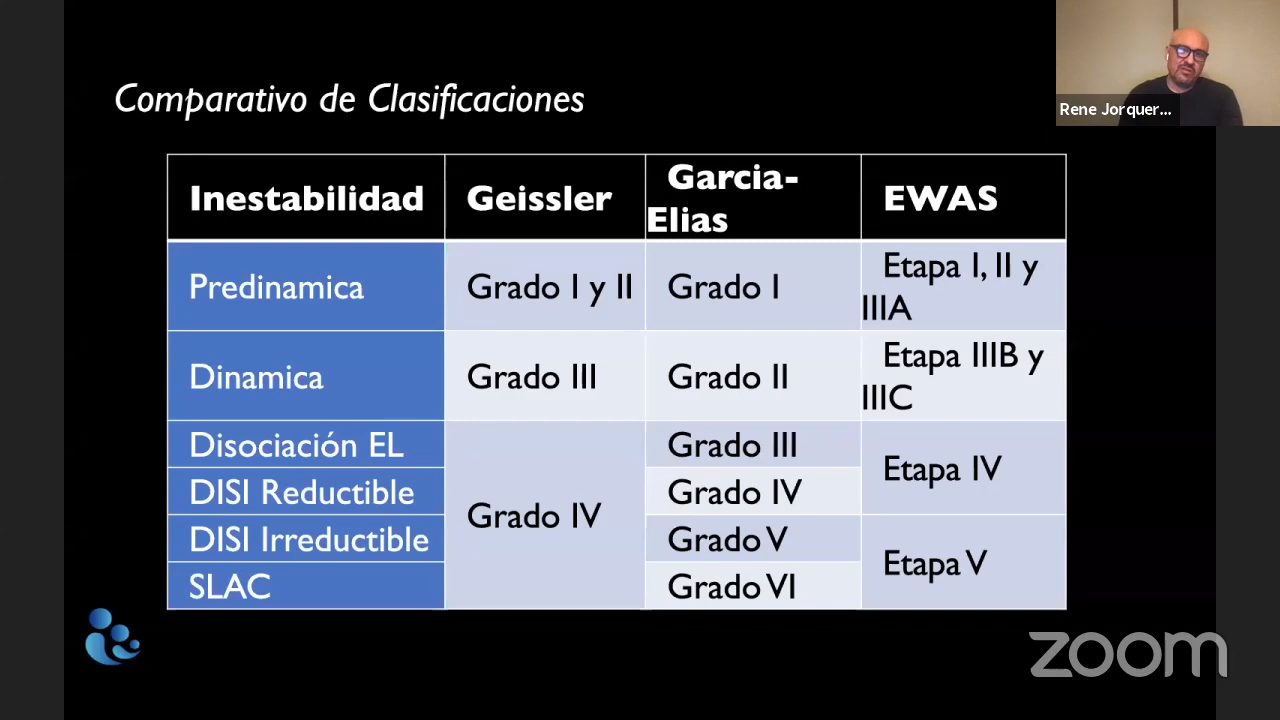 Comparativo de Clasificaciones
Rene Jorquer...
Inestabilidad
Geissler
Garcia-
Elias
EWAS
Predinamica
Grado I y II
Grado I
Etapa I, II y
IIIA
Dinamica
Grado III
Grado II
Etapa IIIB y
IIIC
Disociación EL
Grado IV
Grado III
Etapa IV
DISI Reductible
Grado IV
DISI Irreductible
Grado V
Etapa V
SLAC
Grado VI
zoom